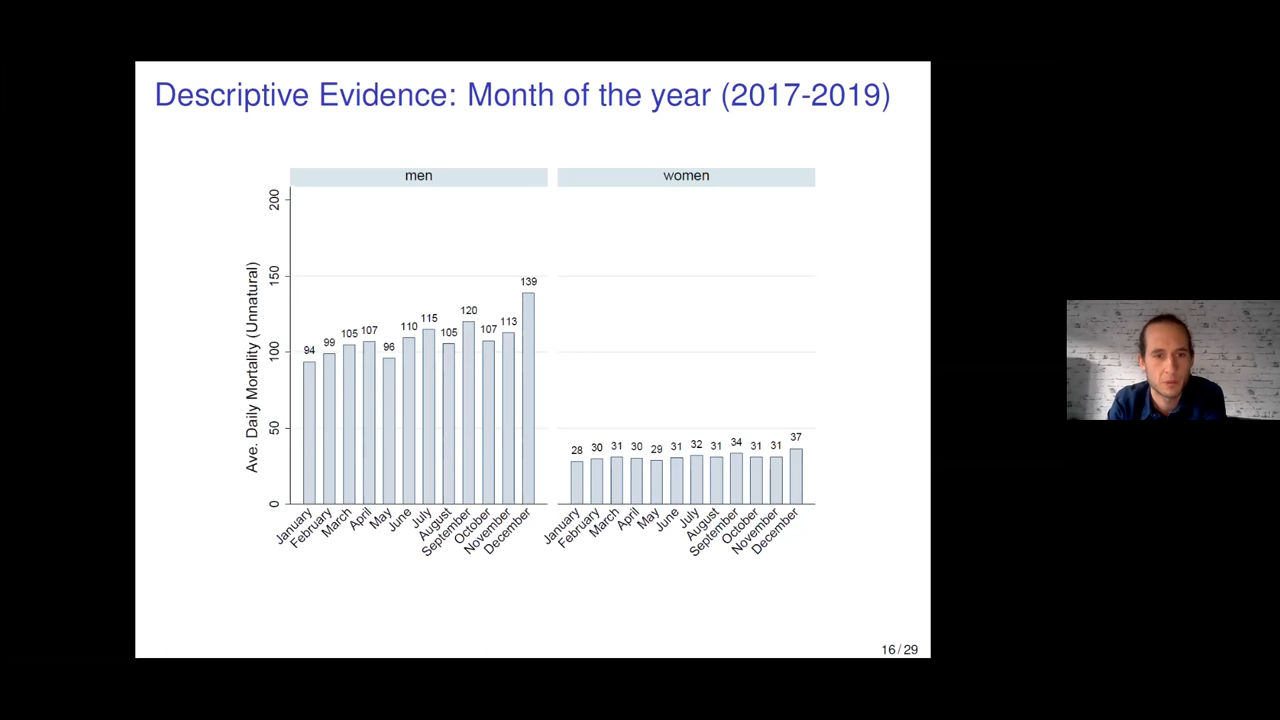 Descriptive Evidence: Month of the year (2017-2019)
men
women
Ave. Daily Mortality (Unnatural)
200
150
100
50
0
94
99
105
107
96
110
115
105
120
107
113
139
28
30
31
30
29
31
32
31
34
31
31
37
January
February
March
April
May
June
July
August
September
October
November
December
January
February
March
April
May
June
July
August
September
October
November
December
16 / 29